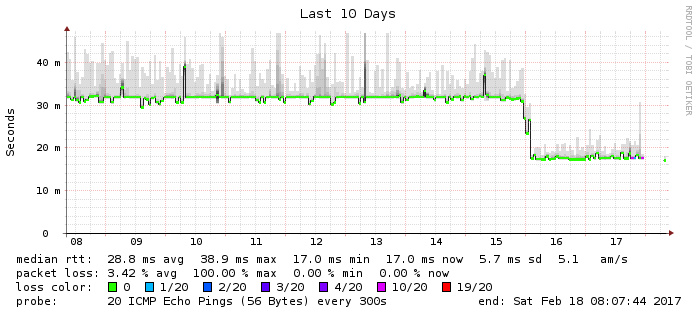 Last 10 Days
RRDTOOL / TOBI OETIKER
Seconds
40 m
30 m
20 m
10 m
0
08 09 10 11 12 13 14 15 16 17
median rtt: 28.8 ms avg 38.9 ms max 17.0 ms min 17.0 ms now 5.7 ms sd 5.1 am/s
packet loss: 3.42 % avg 100.00 % max 0.00 % min 0.00 % now
loss color: 0 1/20 2/20 3/20 4/20 10/20 19/20
probe: 20 ICMP Echo Pings (56 Bytes) every 300s end: Sat Feb 18 08:07:44 2017